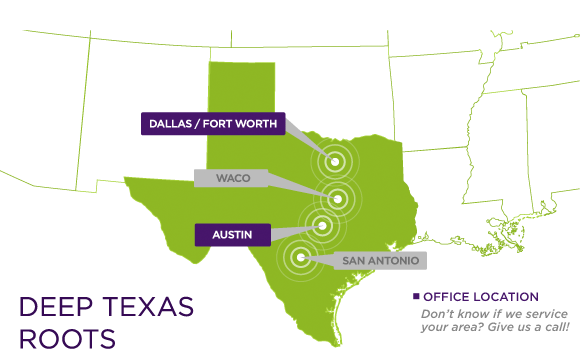 DALLAS / FORT WORTH
WACO
AUSTIN
SAN ANTONIO
DEEP TEXAS
ROOTS
OFFICE LOCATION
Don't know if we service
your area? Give us a call!